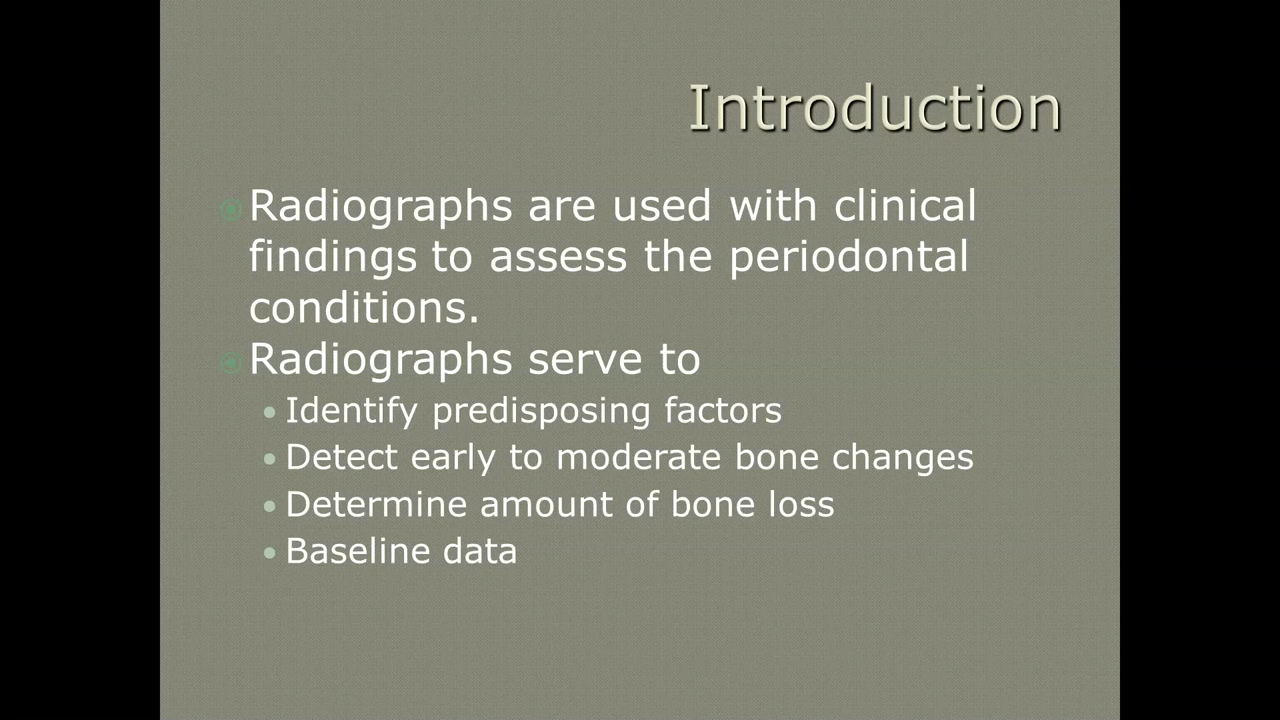 Introduction
Radiographs are used with clinical
findings to assess the periodontal
conditions.
Radiographs serve to
Identify predisposing factors
Detect early to moderate bone changes
Determine amount of bone loss
Baseline data